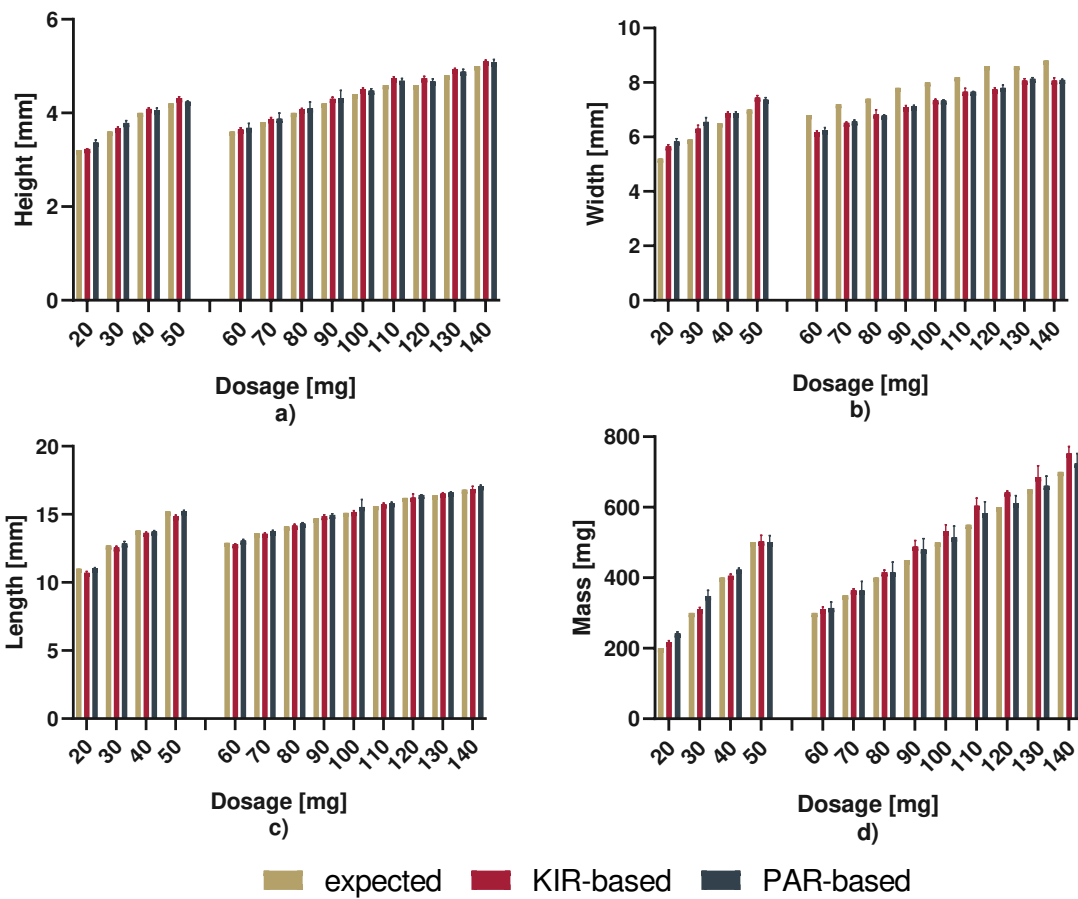 Height [mm]
6
4
2
0
20 30 40 50 60 70 80 90 100 110 120 130 140
Dosage [mg]
a)
Width [mm]
10
8
6
4
2
0
20 30 40 50 60 70 80 90 100 110 120 130 140
Dosage [mg]
b)
Length [mm]
20
15
10
5
0
20 30 40 50 60 70 80 90 100 110 120 130 140
Dosage [mg]
c)
Mass [mg]
800
600
400
200
0
20 30 40 50 60 70 80 90 100 110 120 130 140
Dosage [mg]
d)
expected KIR-based PAR-based